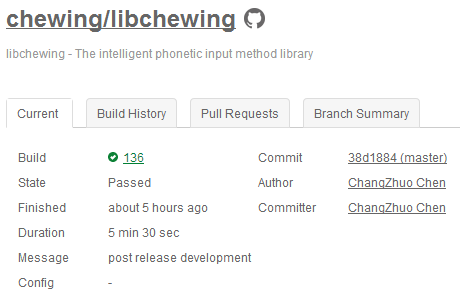 chewing/libchewing
libchewing - The intelligent phonetic input method library
Current Build History Pull Requests Branch Summary
Build 136 Commit 38d1884 (master)
State Passed Author ChangZhuo Chen
Finished about 5 hours ago Committer ChangZhuo Chen
Duration 5 min 30 sec
Message post release development
Config -